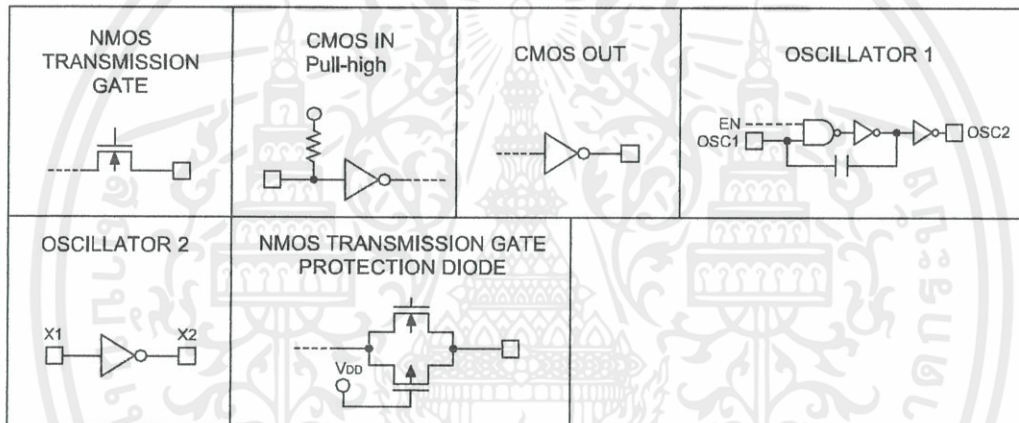 NMOS
TRANSMISSION
GATE
CMOS IN
Pull-high
CMOS OUT
OSCILLATOR 1
EN
OSC1
OSC2
OSCILLATOR 2
X1
X2
NMOS TRANSMISSION GATE
PROTECTION DIODE
VDD